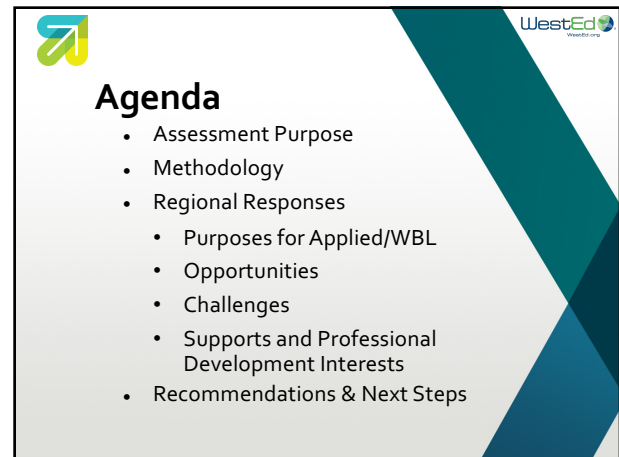 WestEd
WestEd.org
Agenda
• Assessment Purpose
• Methodology
• Regional Responses
• Purposes for Applied/WBL
• Opportunities
• Challenges
• Supports and Professional
Development Interests
• Recommendations & Next Steps